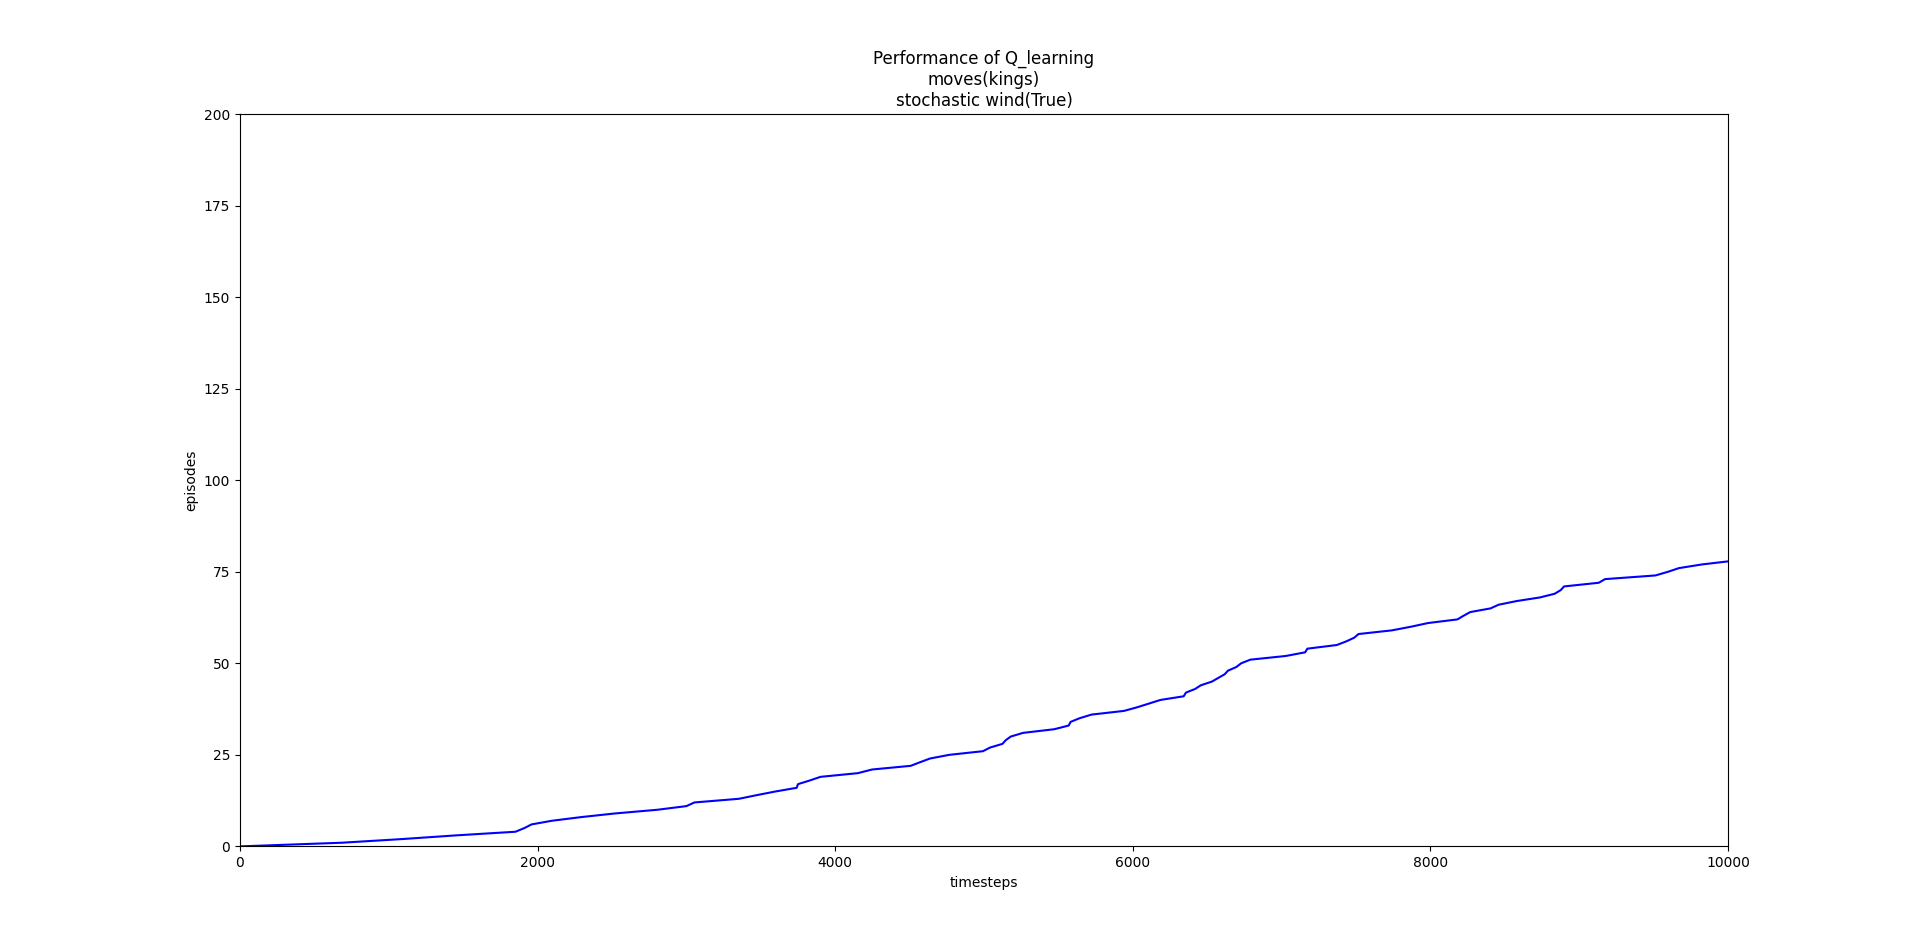 Performance of Q_learning
moves(kings)
stochastic wind(True)
200
175
150
125
100
75
50
25
0
episodes
0 2000 4000 6000 8000 10000
timesteps